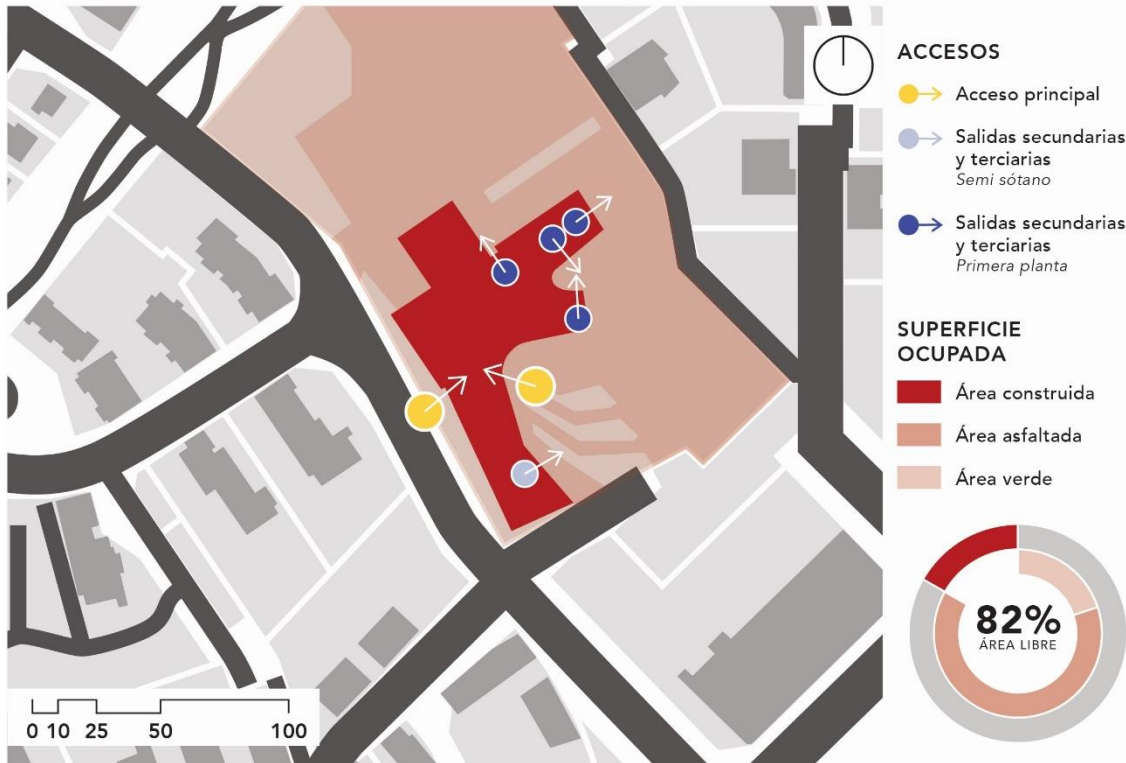 ACCESOS
Acceso principal
Salidas secundarias
y terciarias
Semi sótano
Salidas secundarias
y terciarias
Primera planta
SUPERFICIE
OCUPADA
Área construida
Área asfaltada
Área verde
82%
ÁREA LIBRE
0 10 25 50 100